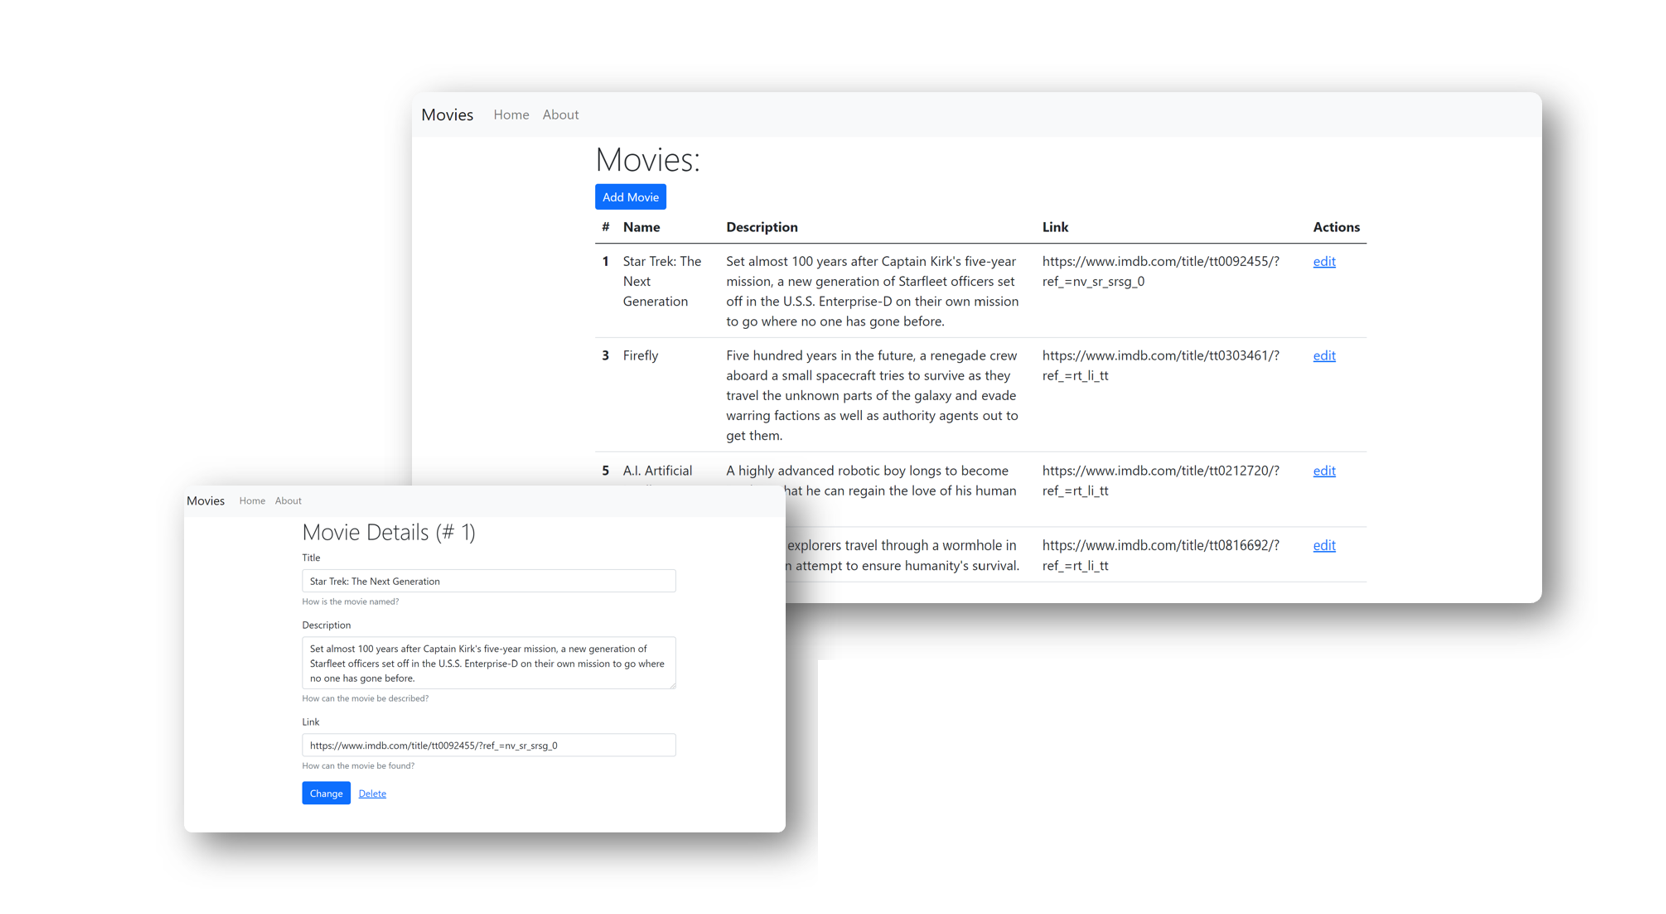 Movies Home About
Movies:
Add Movie
# Name Description Link Actions
1 Star Trek: The Set almost 100 years after Captain Kirk's five-year https://www.imdb.com/title/tt0092455/? edit
Next mission, a new generation of Starfleet officers set ref_=nv_sr_srsg_0
Generation off in the U.S.S. Enterprise-D on their own mission
to go where no one has gone before.
3 Firefly Five hundred years in the future, a renegade crew https://www.imdb.com/title/tt0303461/? edit
aboard a small spacecraft tries to survive as they ref_=rt_li_tt
travel the unknown parts of the galaxy and evade
warring factions as well as authority agents out to
get them.
5 A.I. Artificial A highly advanced robotic boy longs to become https://www.imdb.com/title/tt0212720/? edit
hat he can regain the love of his human ref_=rt_li_tt
explorers travel through a wormhole in https://www.imdb.com/title/tt0816692/? edit
n attempt to ensure humanity's survival. ref_=rt_li_tt
Movies Home About
Movie Details (# 1)
Title
Star Trek: The Next Generation
How is the movie named?
Description
Set almost 100 years after Captain Kirk's five-year mission, a new generation of
Starfleet officers set off in the U.S.S. Enterprise-D on their own mission to go where
no one has gone before.
How can the movie be described?
Link
https://www.imdb.com/title/tt0092455/?ref_=nv_sr_srsg_0
How can the movie be found?
Change Delete